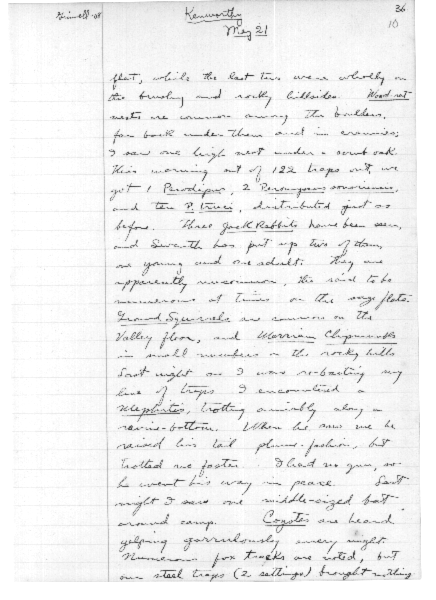 Grinnell-'08
Kenworthy
May 21
36
10
flat, while the last two were wholly on
the brushy and rocky hillsides. Wood rat
nests are common among the boulders,
far back under them and in crannies;
I saw one high nest under a scrub oak.
This morning out of 122 traps out, we
got 1 Perodipus, 2 Peromyscus sonoriensis,
and ten P. truei, distributed just as
before. Three Jack Rabbits have been seen,
and Swarth has put up two of them,
one young and one adult. They are
apparently uncommon, tho said to be
numerous at times on the sage flats.
Ground Squirrels are common on the
Valley floor, and Merriam Chipmunks
in small numbers on the rocky hills
Last night as I was re-baiting my
line of traps I encountered a
Mephitis, trotting amiably along a
ravine-bottom. When he saw me he
raised his tail plume-fashion, but
trotted no faster. I had no gun, so
he went his way in peace. Last
night I saw one middle-sized bat
around camp. Coyotes are heard
yelping garrulously every night
Numerous fox tracks are noted, but
our steel traps (2 settings) brought nothing